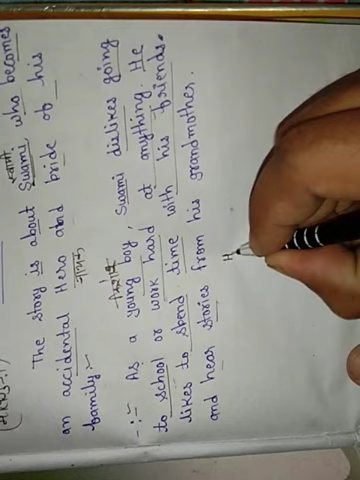 The story is about Swami, who becomes
an accidental Hero and pride of his
family :-
-:- As a young boy, Swami dislikes going
to school or work hard at anything. He
likes to spend time with his friends.
and hear stories from his grandmother.
H